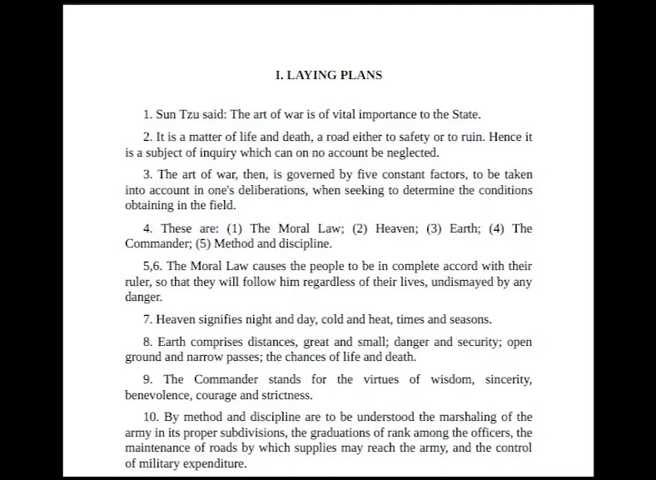 I. LAYING PLANS
1. Sun Tzu said: The art of war is of vital importance to the State.
2. It is a matter of life and death, a road either to safety or to ruin. Hence it
is a subject of inquiry which can on no account be neglected.
3. The art of war, then, is governed by five constant factors, to be taken
into account in one's deliberations, when seeking to determine the conditions
obtaining in the field.
4. These are: (1) The Moral Law; (2) Heaven; (3) Earth; (4) The
Commander; (5) Method and discipline.
5,6. The Moral Law causes the people to be in complete accord with their
ruler, so that they will follow him regardless of their lives, undismayed by any
danger.
7. Heaven signifies night and day, cold and heat, times and seasons.
8. Earth comprises distances, great and small; danger and security; open
ground and narrow passes; the chances of life and death.
9. The Commander stands for the virtues of wisdom, sincerity,
benevolence, courage and strictness.
10. By method and discipline are to be understood the marshaling of the
army in its proper subdivisions, the graduations of rank among the officers, the
maintenance of roads by which supplies may reach the army, and the control
of military expenditure.